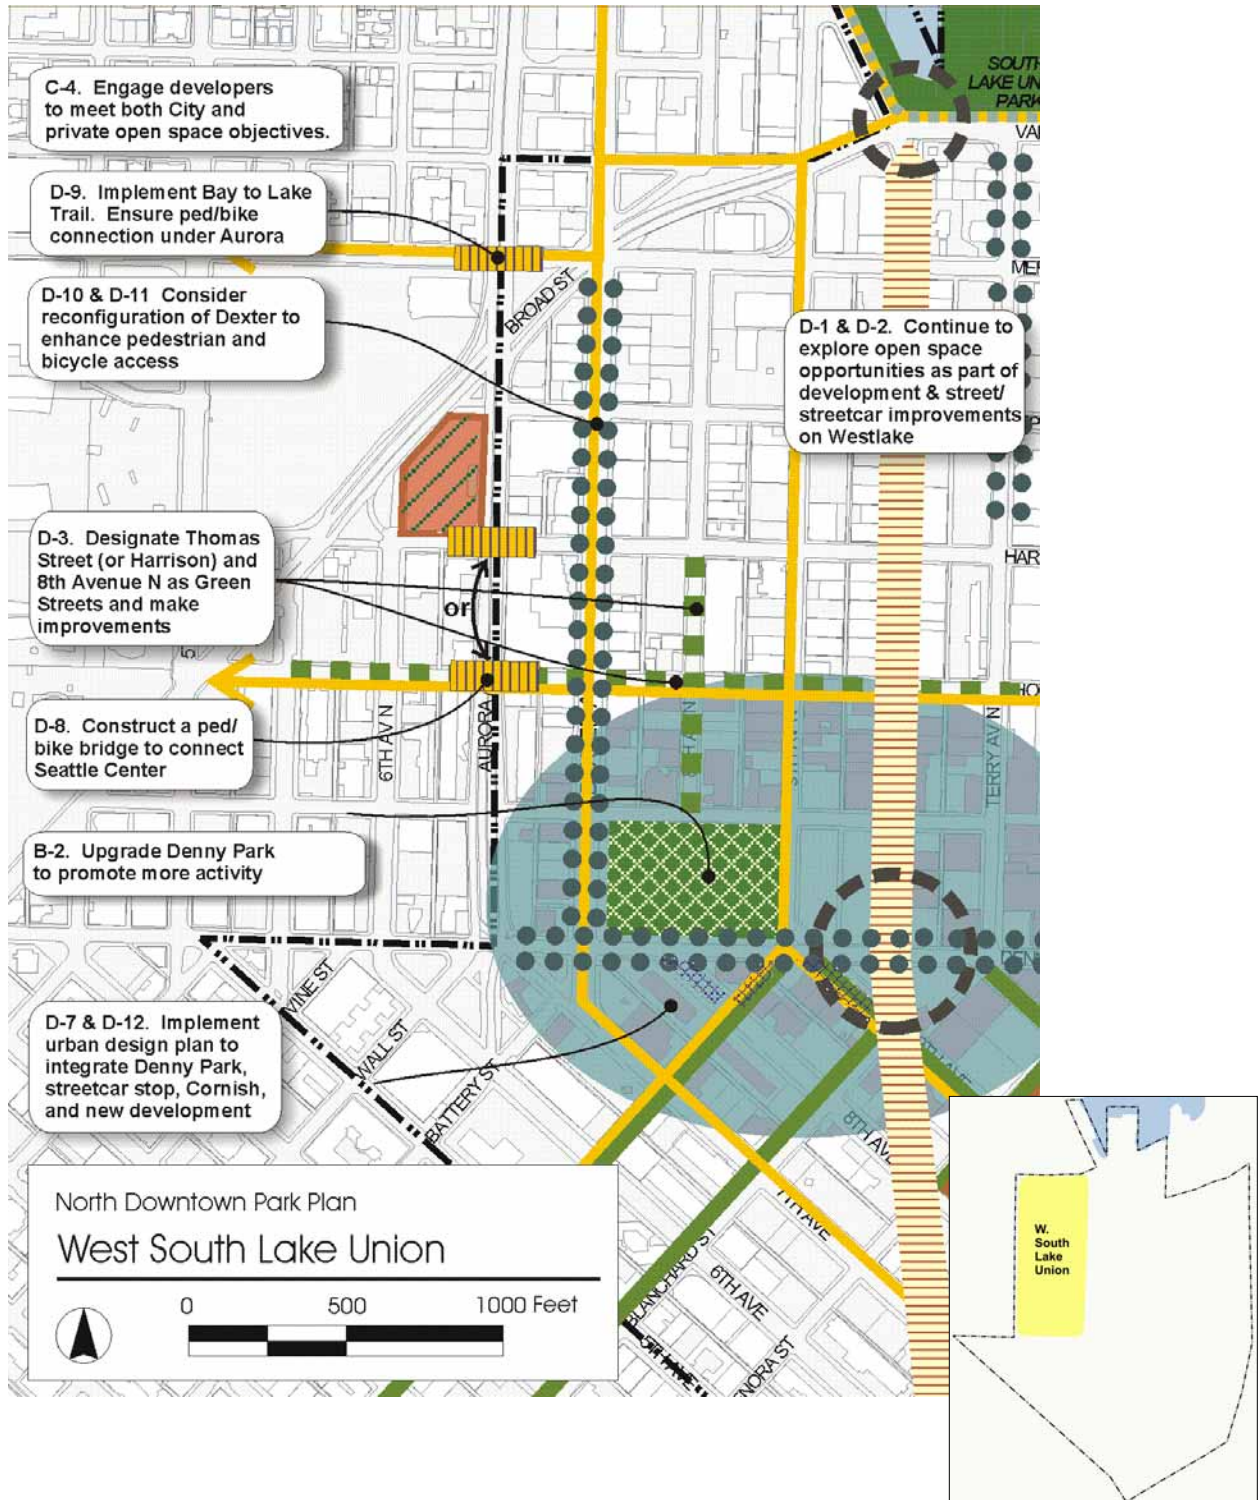 C-4. Engage developers
to meet both City and
private open space objectives.
D-9. Implement Bay to Lake
Trail. Ensure ped/bike
connection under Aurora
D-10 & D-11 Consider
reconfiguration of Dexter to
enhance pedestrian and
bicycle access
D-3. Designate Thomas
Street (or Harrison) and
8th Avenue N as Green
Streets and make
improvements
D-8. Construct a ped/
bike bridge to connect
Seattle Center
B-2. Upgrade Denny Park
to promote more activity
D-7 & D-12. Implement
urban design plan to
integrate Denny Park,
streetcar stop, Cornish,
and new development
D-1 & D-2. Continue to
explore open space
opportunities as part of
development & street/
streetcar improvements
on Westlake
SOUTH
LAKE UN
PARK
VAL
MER
BROAD ST
HAR
or
6TH AV N
AURORA
TERRY AV N
DEN
VINE ST
WALL ST
BATTERY ST
8TH AVE
7TH AVE
BLANCHARD ST
6TH AVE
5TH AVE
ENORA ST
North Downtown Park Plan
West South Lake Union
0 500 1000 Feet
W.
South
Lake
Union